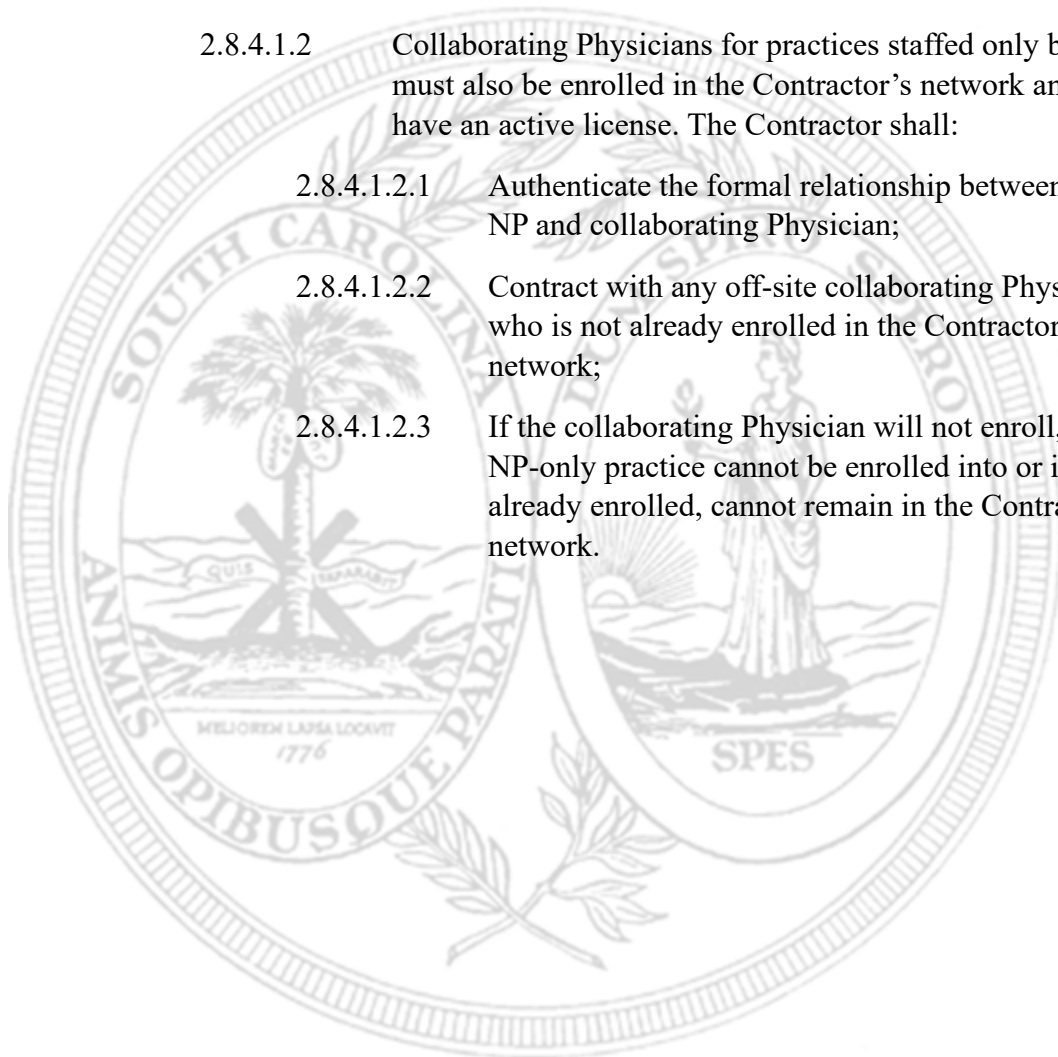 2.8.4.1.2 Collaborating Physicians for practices staffed only
must also be enrolled in the Contractor's network
have an active license. The Contractor shall:
2.8.4.1.2.1 Authenticate the formal relationship between
NP and collaborating Physician;
2.8.4.1.2.2 Contract with any off-site collaborating
who is not already enrolled in the Contractor
network;
2.8.4.1.2.3 If the collaborating Physician will not enroll,
NP-only practice cannot be enrolled into or
already enrolled, cannot remain in the
network.
SOUTH CAROLINA
DUM SPIRO SPERO
ANIMIS OPIBUSQUE PARATI
QUIS SEPARABIT
MELIOREM LAPSA LOCAVIT
1776
SPES